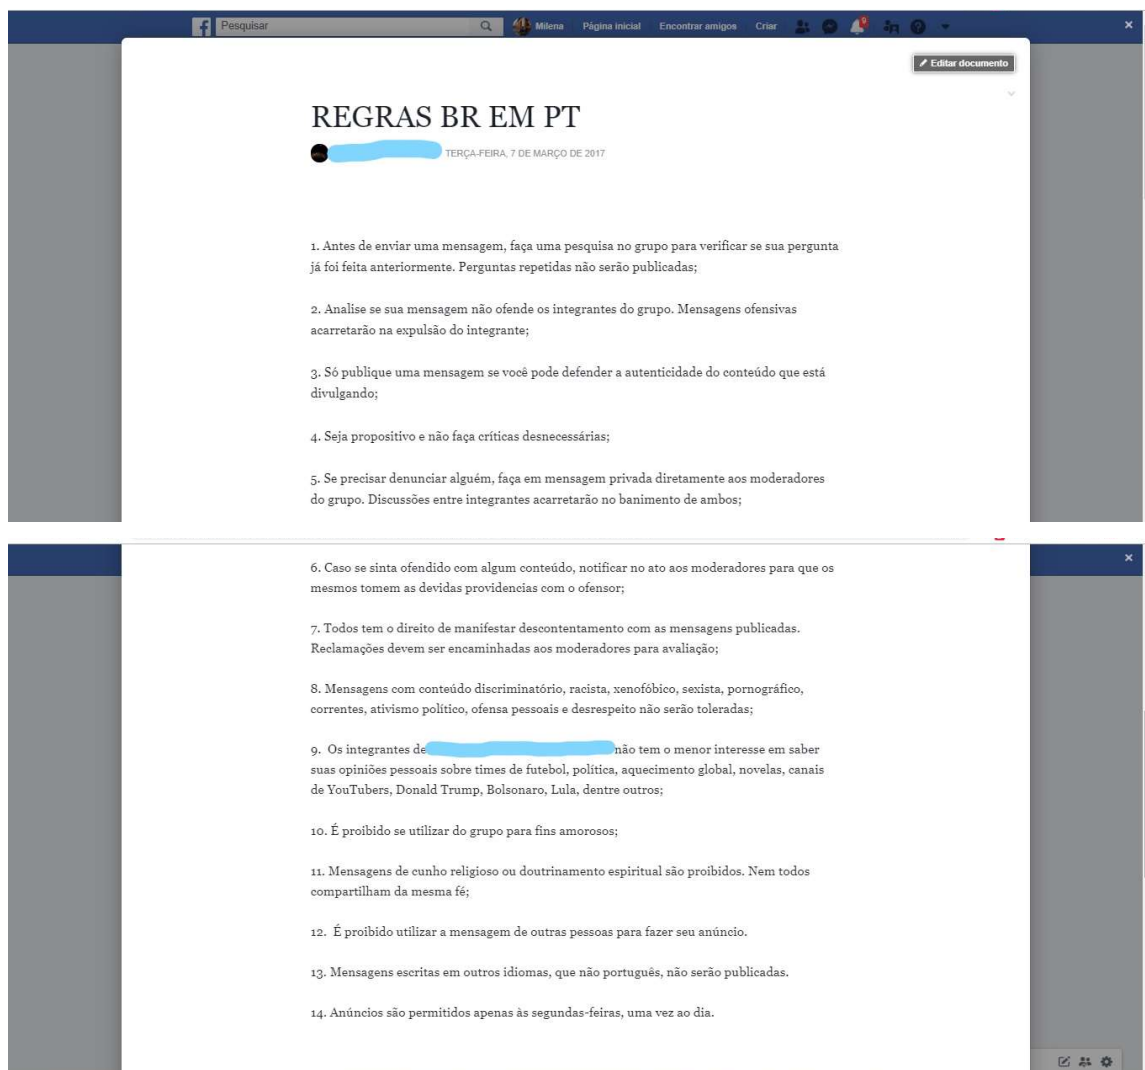 Pesquisar
Milena Página inicial Encontrar amigos Criar
9
Editar documento
REGRAS BR EM PT
TERÇA-FEIRA, 7 DE MARÇO DE 2017
1. Antes de enviar uma mensagem, faça uma pesquisa no grupo para verificar se sua pergunta
já foi feita anteriormente. Perguntas repetidas não serão publicadas;
2. Analise se sua mensagem não ofende os integrantes do grupo. Mensagens ofensivas
acarretarão na expulsão do integrante;
3. Só publique uma mensagem se você pode defender a autenticidade do conteúdo que está
divulgando;
4. Seja propositivo e não faça críticas desnecessárias;
5. Se precisar denunciar alguém, faça em mensagem privada diretamente aos moderadores
do grupo. Discussões entre integrantes acarretarão no banimento de ambos;
6. Caso se sinta ofendido com algum conteúdo, notificar no ato aos moderadores para que os
mesmos tomem as devidas providencias com o ofensor;
7. Todos tem o direito de manifestar descontentamento com as mensagens publicadas.
Reclamações devem ser encaminhadas aos moderadores para avaliação;
8. Mensagens com conteúdo discriminatório, racista, xenofóbico, sexista, pornográfico,
correntes, ativismo político, ofensa pessoais e desrespeito não serão toleradas;
9. Os integrantes de não tem o menor interesse em saber
suas opiniões pessoais sobre times de futebol, política, aquecimento global, novelas, canais
de YouTubers, Donald Trump, Bolsonaro, Lula, dentre outros;
10. É proibido se utilizar do grupo para fins amorosos;
11. Mensagens de cunho religioso ou doutrinamento espiritual são proibidos. Nem todos
compartilham da mesma fé;
12. É proibido utilizar a mensagem de outras pessoas para fazer seu anúncio.
13. Mensagens escritas em outros idiomas, que não português, não serão publicadas.
14. Anúncios são permitidos apenas às segundas-feiras, uma vez ao dia.